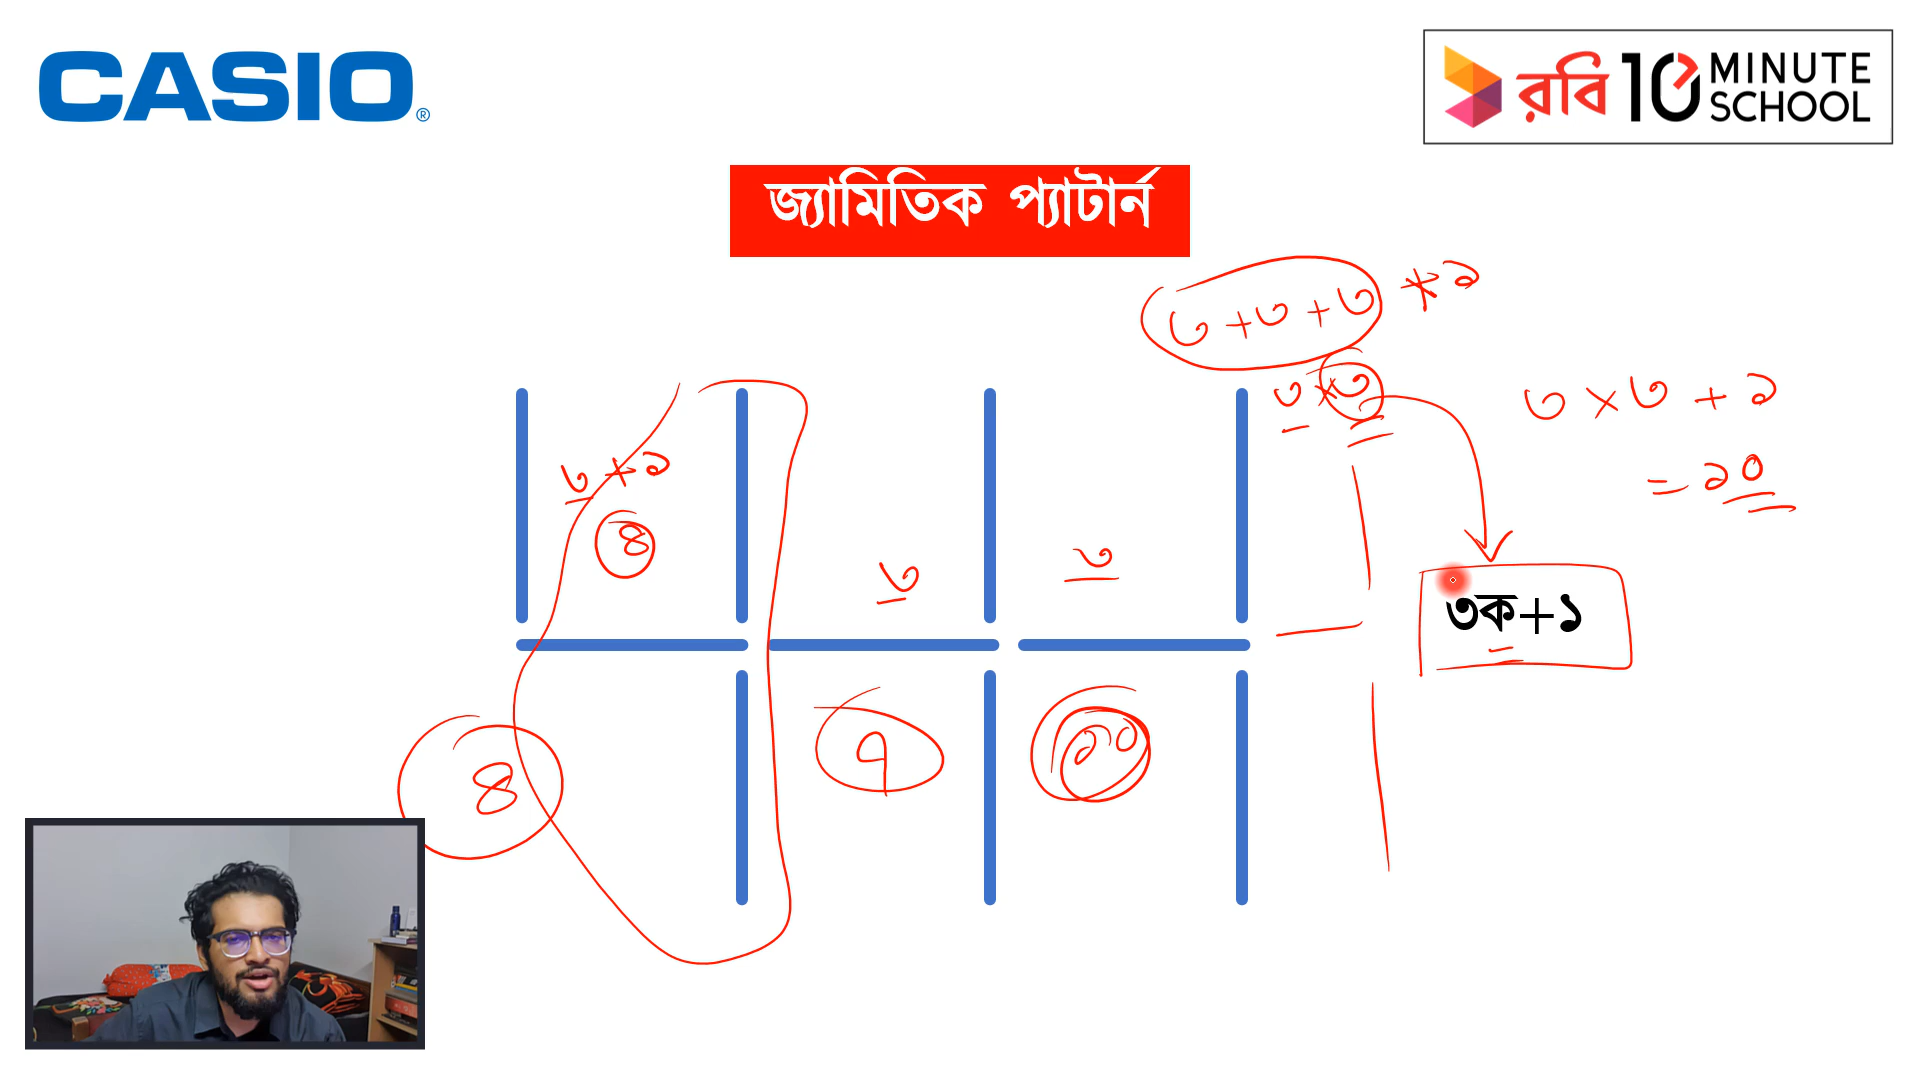 CASIO®
রবি 10 MINUTE SCHOOL
জ্যামিতিক প্যাটার্ন
৩+৩+৩ +১
৩×৩
৩×৩+১
=১০
৩+১
৪
৩
৩
৩ক+১
৪
৭
১০